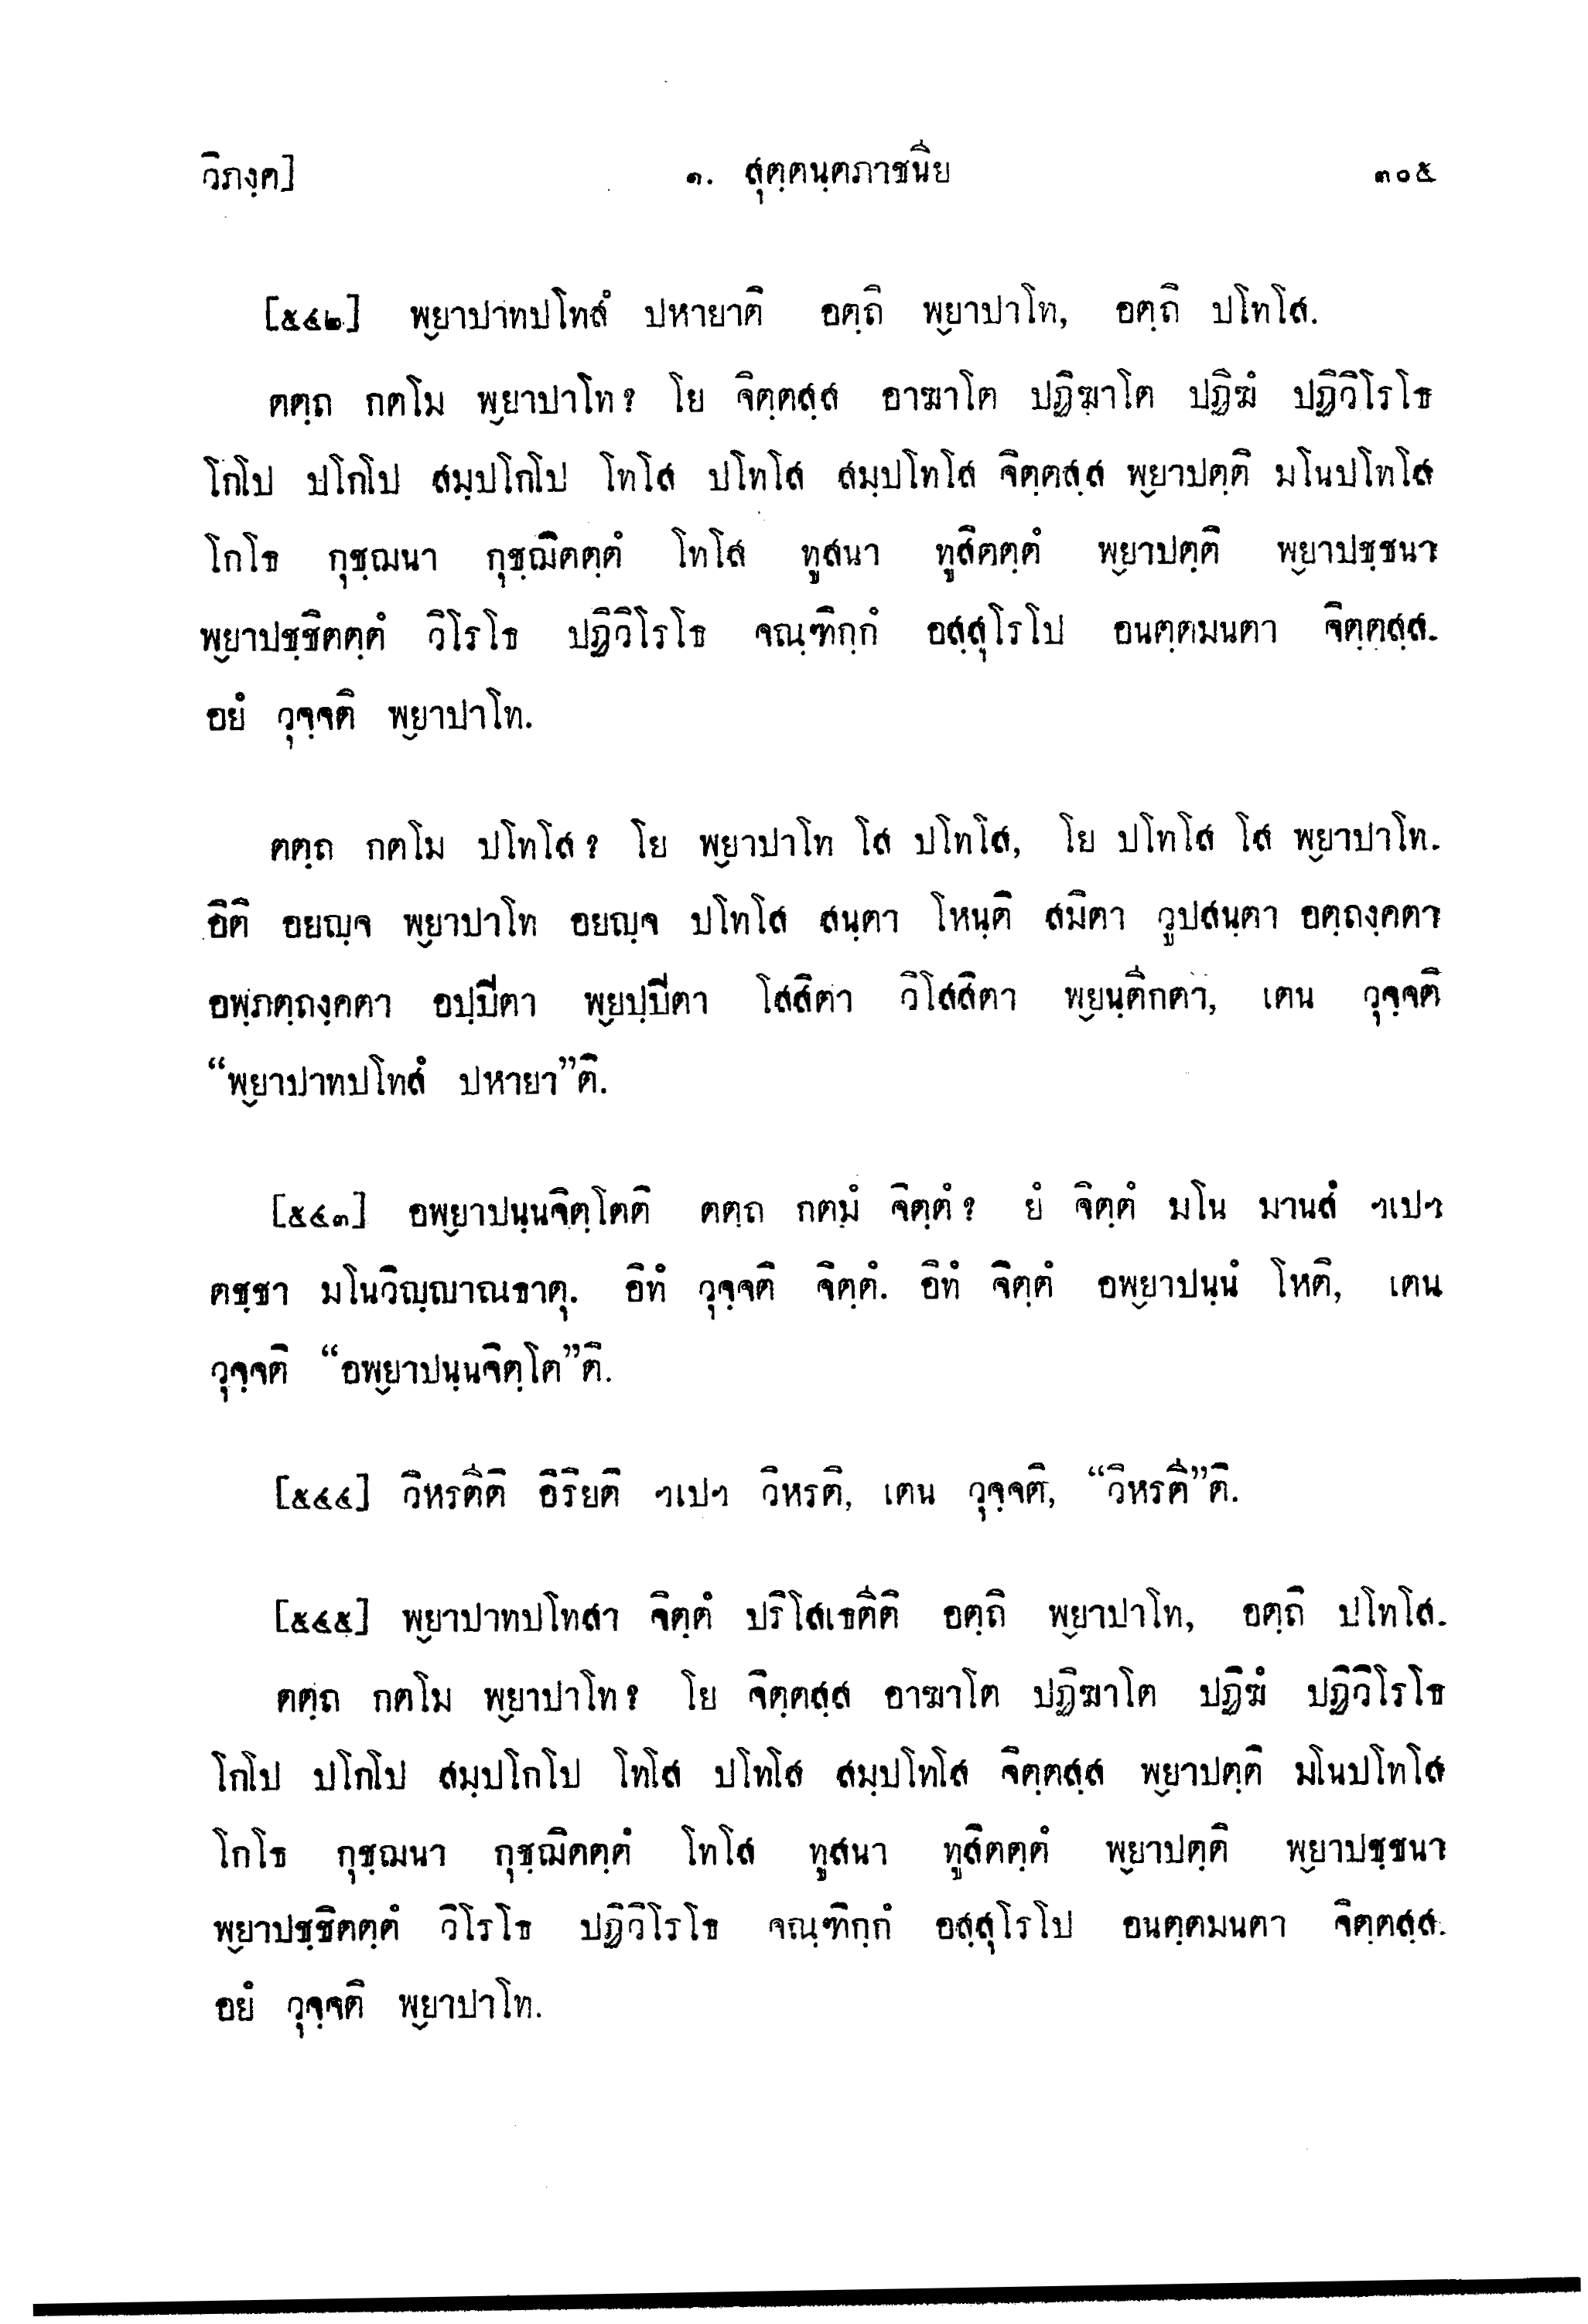 วิภงฺค]
๑. สุตฺตนฺตภาชนีย
๓๐๕
[๕๔๒] พฺยาปาทปโทสํ ปหายาติ อตฺถิ พฺยาปาโท, อตฺถิ ปโทโส.
ตตฺถ กตโม พฺยาปาโท? โย จิตฺตสฺส อาฆาโต ปฏิฆาโต ปฏิฆํ ปฏิวิโรโธ
โกโป ปโกโป สมฺปโกโป โทโส ปโทโส สมฺปโทโส จิตฺตสฺส พฺยาปตฺติ มโนปโทโส
โกโธ กุชฺฌนา กุชฺฌิตตฺตํ โทโส ทูสนา ทูสิตตฺตํ พฺยาปตฺติ พฺยาปชฺชนา
พฺยาปชฺชิตตฺตํ วิโรโธ ปฏิวิโรโธ จณฺฑิกฺกํ อสฺสุโรโป อนตฺตมนตา จิตฺตสฺส.
อยํ วุจฺจติ พฺยาปาโท.
ตตฺถ กตโม ปโทโส? โย พฺยาปาโท โส ปโทโส, โย ปโทโส โส พฺยาปาโท.
อิติ อยญฺจ พฺยาปาโท อยญฺจ ปโทโส สนฺตา โหนฺติ สมิตา วูปสนฺตา อตฺถงฺคตา
อพฺภตฺถงฺคตา อปฺปีตา พฺยปฺปีตา โสสิตา วิโสสิตา พฺยนฺตีกตา, เตน วุจฺจติ
“พฺยาปาทปโทสํ ปหายา”ติ.
[๕๔๓] อพฺยาปนฺนจิตฺโตติ ตตฺถ กตมํ จิตฺตํ? ยํ จิตฺตํ มโน มานสํ ฯเปฯ
ตชฺชา มโนวิญฺญาณธาตุ. อิทํ วุจฺจติ จิตฺตํ. อิทํ จิตฺตํ อพฺยาปนฺนํ โหติ, เตน
วุจฺจติ “อพฺยาปนฺนจิตฺโต”ติ.
[๕๔๔] วิหรตีติ อิริยติ ฯเปฯ วิหรติ, เตน วุจฺจติ, “วิหรตี”ติ.
[๕๔๕] พฺยาปาทปโทสา จิตฺตํ ปริโสเธตีติ อตฺถิ พฺยาปาโท, อตฺถิ ปโทโส.
ตตฺถ กตโม พฺยาปาโท? โย จิตฺตสฺส อาฆาโต ปฏิฆาโต ปฏิฆํ ปฏิวิโรโธ
โกโป ปโกโป สมฺปโกโป โทโส ปโทโส สมฺปโทโส จิตฺตสฺส พฺยาปตฺติ มโนปโทโส
โกโธ กุชฺฌนา กุชฺฌิตตฺตํ โทโส ทูสนา ทูสิตตฺตํ พฺยาปตฺติ พฺยาปชฺชนา
พฺยาปชฺชิตตฺตํ วิโรโธ ปฏิวิโรโธ จณฺฑิกฺกํ อสฺสุโรโป อนตฺตมนตา จิตฺตสฺส.
อยํ วุจฺจติ พฺยาปาโท.